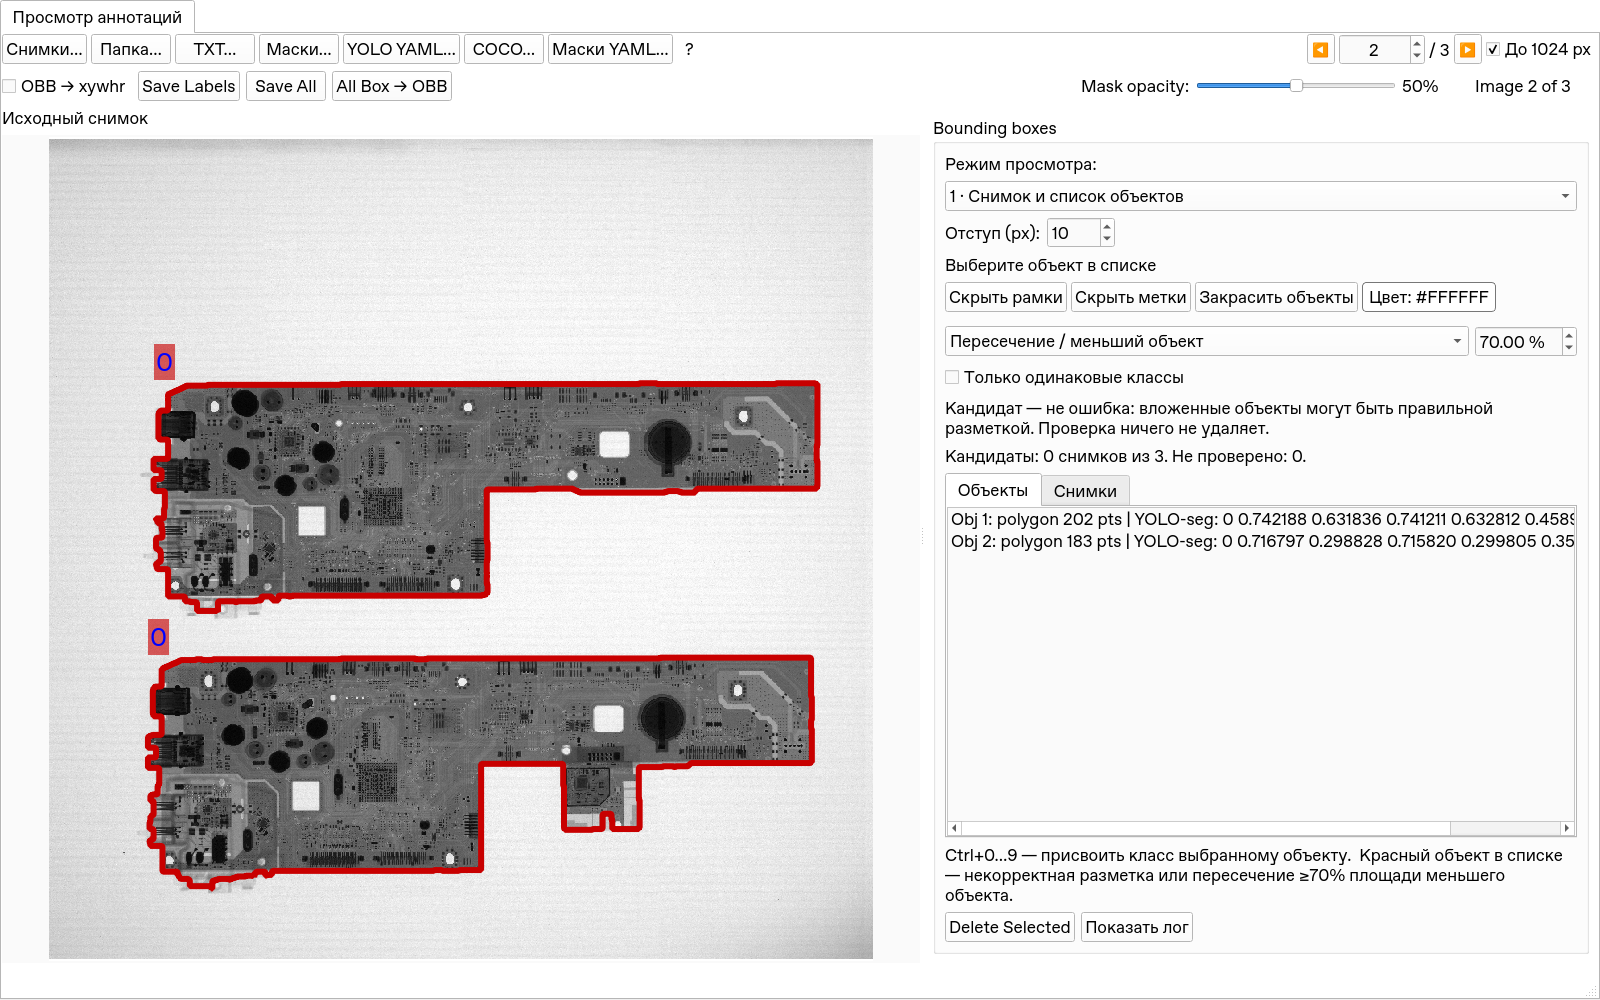 Просмотр аннотаций
Снимки... Папка... TXT... Маски... YOLO YAML... COCO... Маски YAML... ? 2 / 3 До 1024 px
OBB → xywhr Save Labels Save All All Box → OBB Mask opacity: 50% Image 2 of 3
Исходный снимок
Bounding boxes
Режим просмотра:
1 · Снимок и список объектов
Отступ (px): 10
Выберите объект в списке
Скрыть рамки Скрыть метки Закрасить объекты Цвет: #FFFFFF
Пересечение / меньший объект 70.00 %
Только одинаковые классы
Кандидат — не ошибка: вложенные объекты могут быть правильной
разметкой. Проверка ничего не удаляет.
Кандидаты: 0 снимков из 3. Не проверено: 0.
Объекты Снимки
Obj 1: polygon 202 pts | YOLO-seg: 0 0.742188 0.631836 0.741211 0.632812 0.4589
Obj 2: polygon 183 pts | YOLO-seg: 0 0.716797 0.298828 0.715820 0.299805 0.35
Ctrl+0...9 — присвоить класс выбранному объекту. Красный объект в списке
— некорректная разметка или пересечение ≥70% площади меньшего
объекта.
Delete Selected Показать лог
0
0